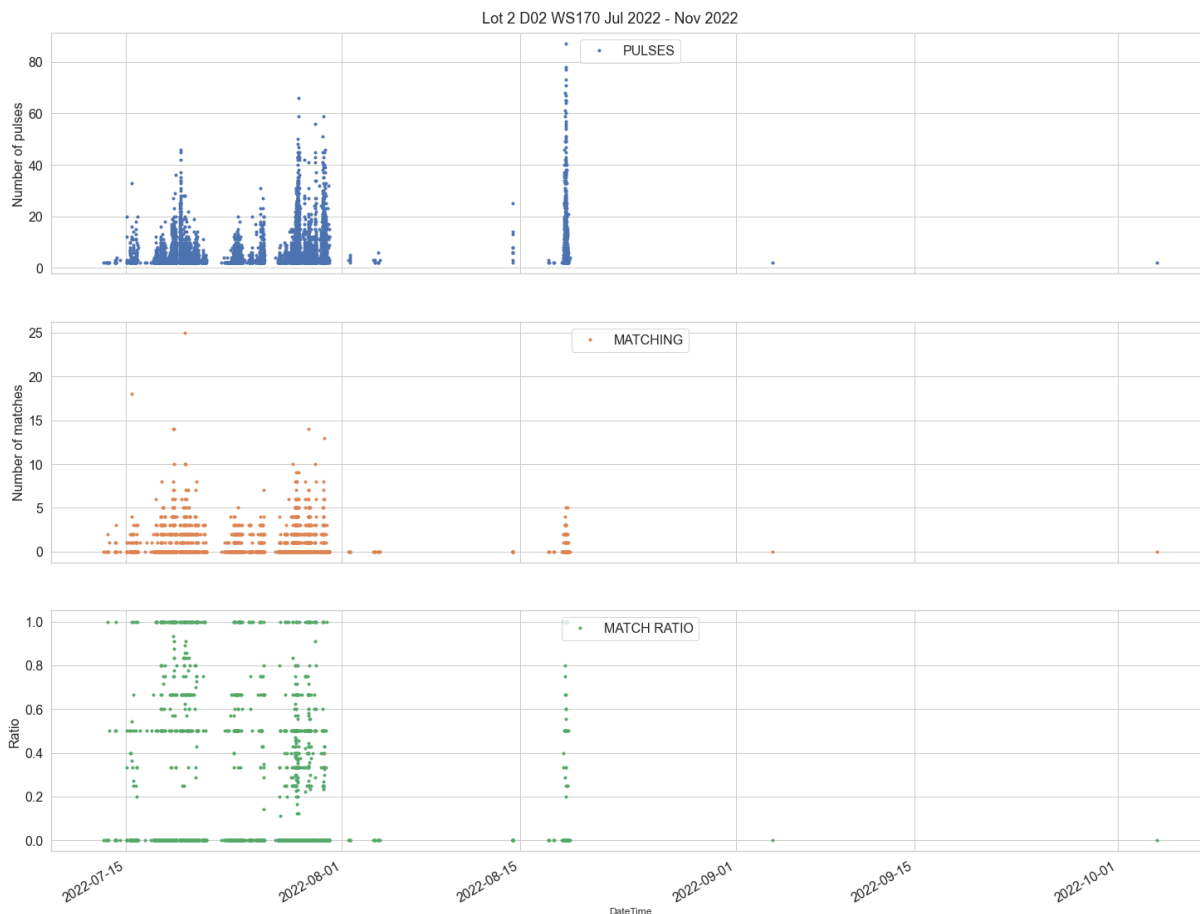 Lot 2 D02 WS170 Jul 2022 - Nov 2022
PULSES
80
60
40
20
0
Number of pulses
MATCHING
25
20
15
10
5
0
Number of matches
MATCH RATIO
1.0
0.8
0.6
0.4
0.2
0.0
Ratio
2022-07-15
2022-08-01
2022-08-15
2022-09-01
2022-09-15
2022-10-01
DateTime